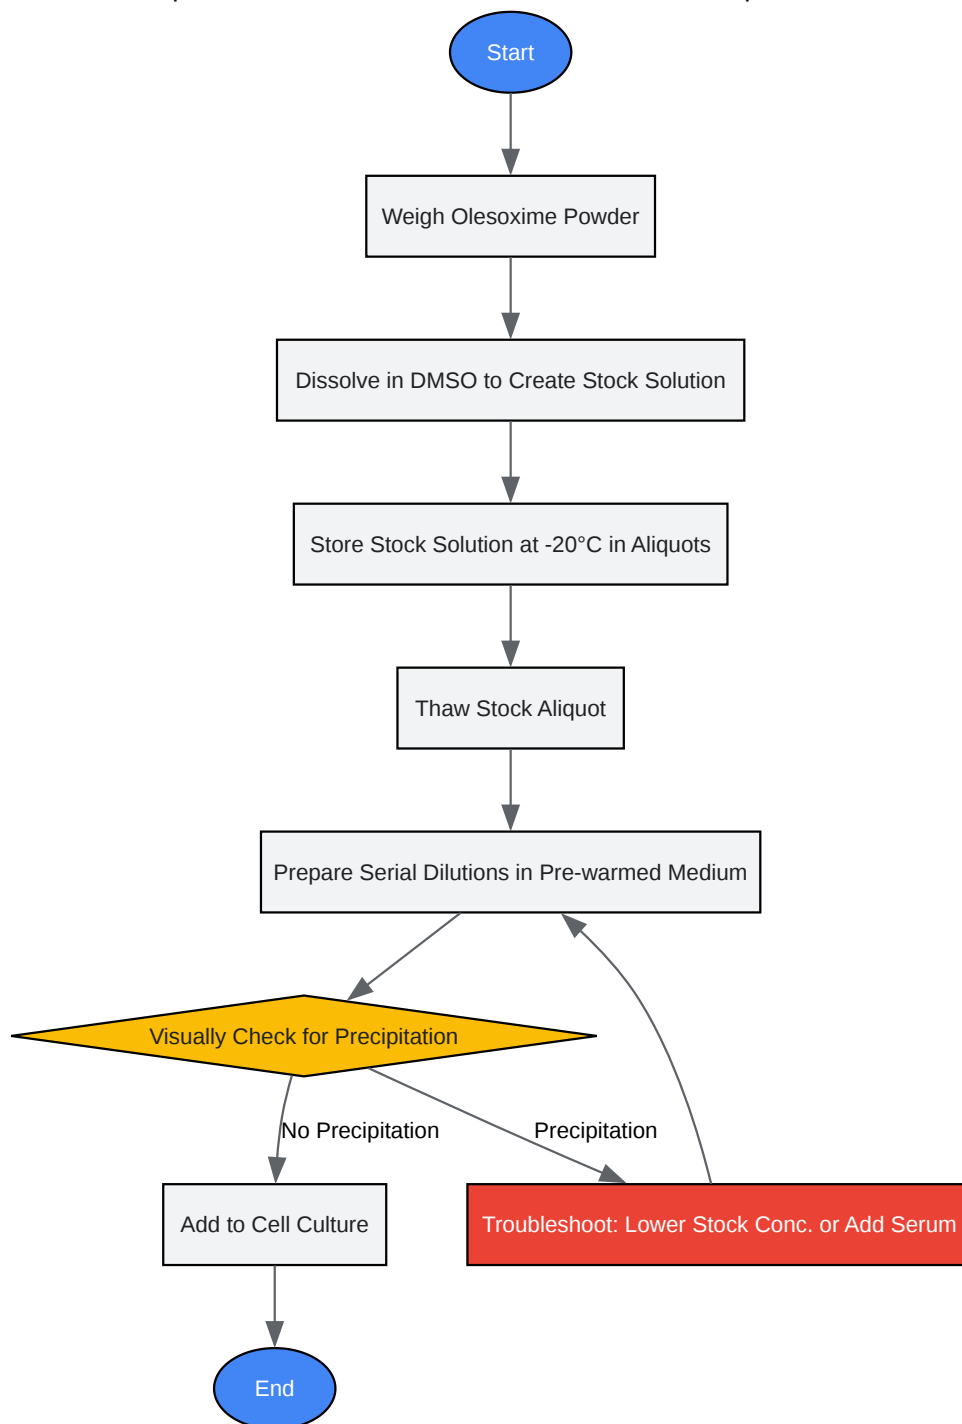 Start
Weigh Olesoxime Powder
Dissolve in DMSO to Create Stock Solution
Store Stock Solution at -20°C in Aliquots
Thaw Stock Aliquot
Prepare Serial Dilutions in Pre-warmed Medium
Visually Check for Precipitation
No Precipitation
Precipitation
Add to Cell Culture
Troubleshoot: Lower Stock Conc. or Add Serum
End